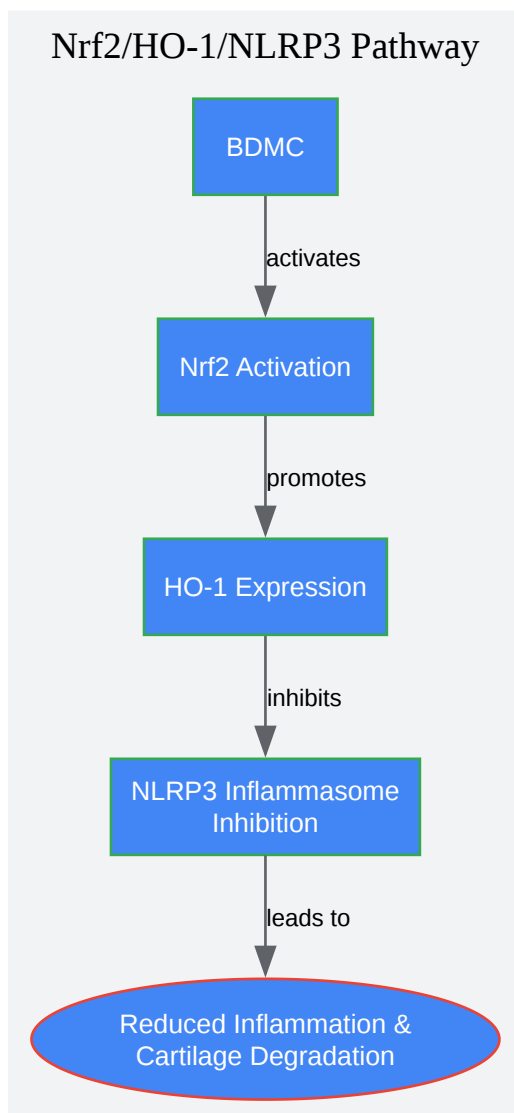 Nrf2/HO-1/NLRP3 Pathway
BDMC
activates
Nrf2 Activation
promotes
HO-1 Expression
inhibits
NLRP3 Inflammasome
Inhibition
leads to
Reduced Inflammation &
Cartilage Degradation